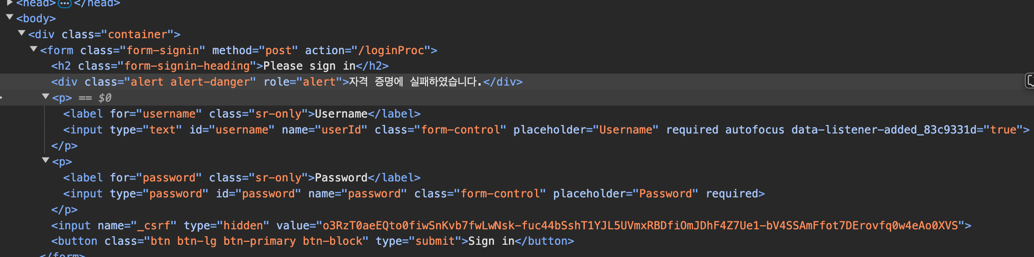 <head> ... </head>
<body>
<div class="container">
<form class="form-signin" method="post" action="/loginProc">
<h2 class="form-signin-heading">Please sign in</h2>
<div class="alert alert-danger" role="alert">자격 증명에 실패하였습니다.</div>
<p> == $0
<label for="username" class="sr-only">Username</label>
<input type="text" id="username" name="userId" class="form-control" placeholder="Username" required autofocus data-listener-added_83c9331d="true">
</p>
<p>
<label for="password" class="sr-only">Password</label>
<input type="password" id="password" name="password" class="form-control" placeholder="Password" required>
</p>
<input name="_csrf" type="hidden" value="o3RzT0aeEQto0fiwSnKvb7fwLwNsk-fuc44bSshT1YJL5UVmxRBDfiOmJDhF4Z7Ue1-bV4SSAmFfot7DErovfq0w4eAo0XVS">
<button class="btn btn-lg btn-primary btn-block" type="submit">Sign in</button>
</form>